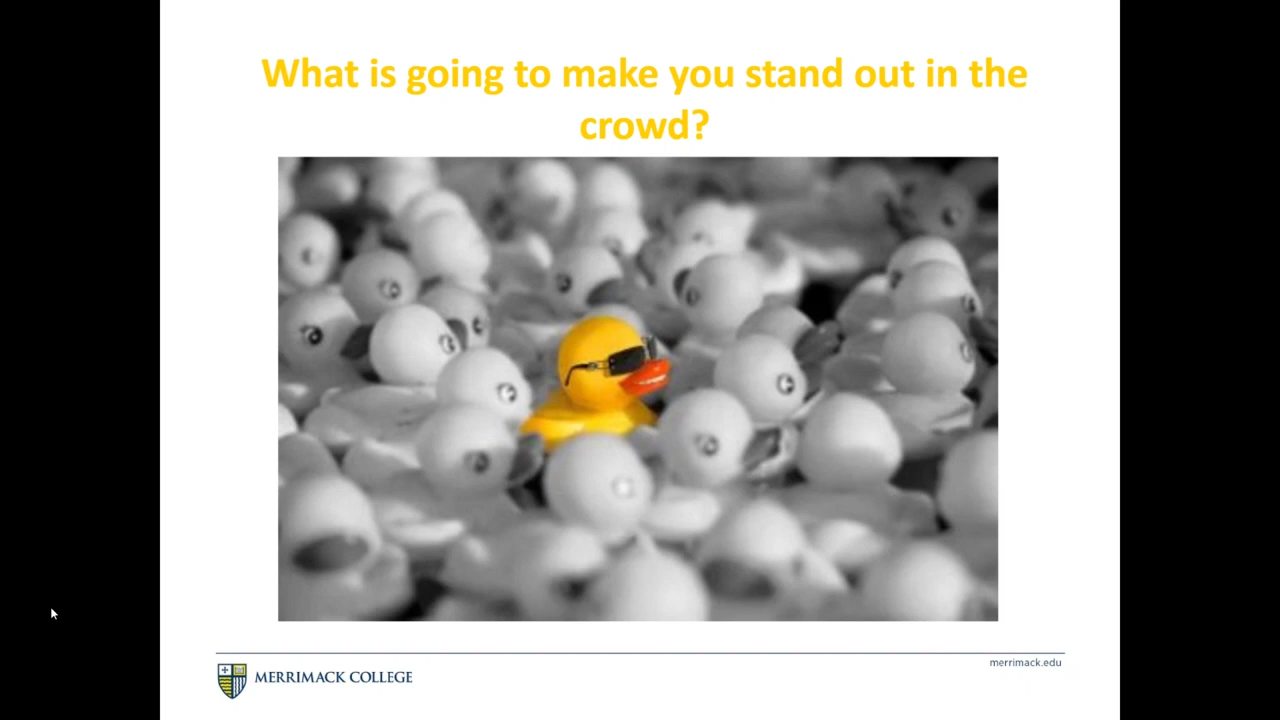 What is going to make you stand out in the
crowd?
merrimack.edu
MERRIMACK COLLEGE